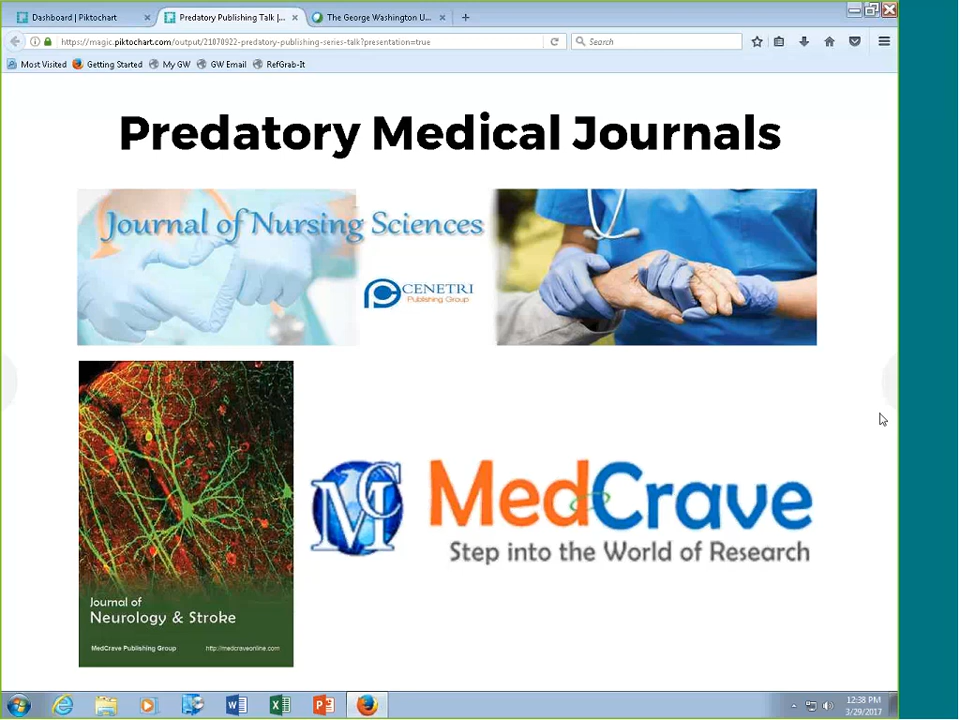 Dashboard | Piktochart
Predatory Publishing Talk |...
The George Washington U...
https://magic.piktochart.com/output/21870922-predatory-publishing-series-talk?presentation=true
Search
Most Visited
Getting Started
My GW
GW Email
RefGrab-It
Predatory Medical Journals
Journal of Nursing Sciences
CENETRI
Publishing Group
MC
MedCrave
Step into the World of Research
Journal of
Neurology & Stroke
MedCrave Publishing Group
http://medcraveonline.com
12:38 PM
3/29/2017